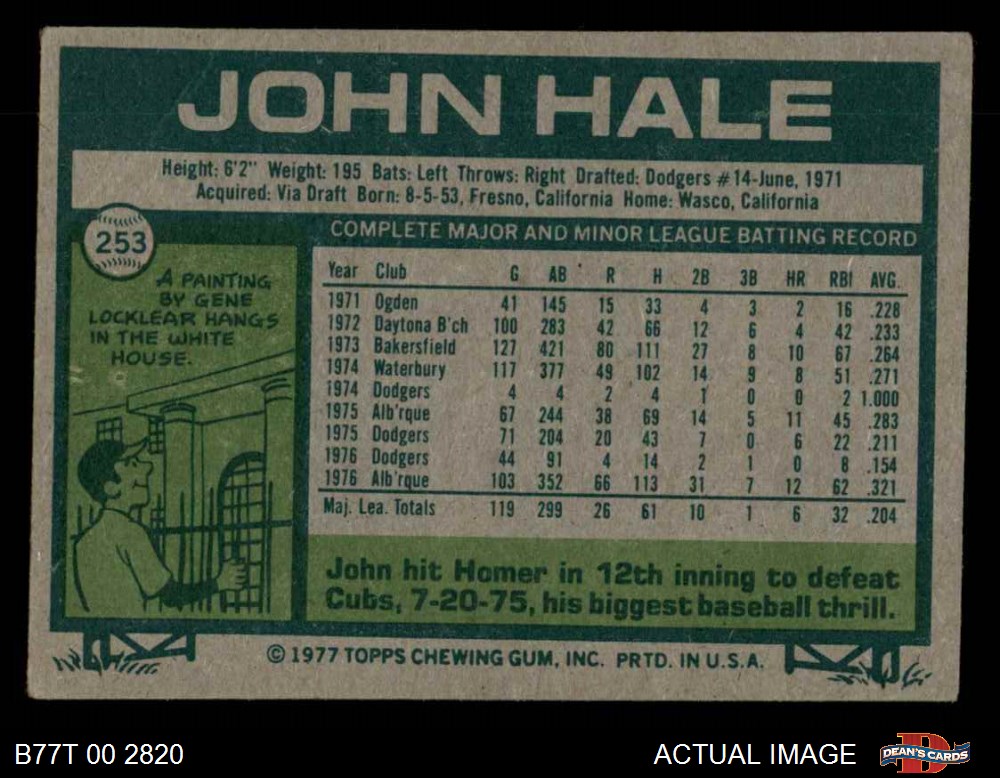 JOHN HALE
Height: 6'2" Weight: 195 Bats: Left Throws: Right Drafted: Dodgers #14-June, 1971
Acquired: Via Draft Born: 8-5-53, Fresno, California Home: Wasco, California
253
A PAINTING
BY GENE
LOCKLEAR HANGS
IN THE WHITE
HOUSE.
COMPLETE MAJOR AND MINOR LEAGUE BATTING RECORD
Year Club G AB R H 2B 3B HR RBI AVG.
1971 Ogden 41 145 15 33 4 3 2 16 .228
1972 Daytona B'ch 100 283 42 66 12 6 4 42 .233
1973 Bakersfield 127 421 80 111 27 8 10 67 .264
1974 Waterbury 117 377 49 102 14 9 8 51 .271
1974 Dodgers 4 4 2 4 1 0 0 2 1.000
1975 Alb'rque 67 244 38 69 14 5 11 45 .283
1975 Dodgers 71 204 20 43 7 0 6 22 .211
1976 Dodgers 44 91 4 14 2 1 0 8 .154
1976 Alb'rque 103 352 66 113 31 7 12 62 .321
Maj. Lea. Totals 119 299 26 61 10 1 6 32 .204
John hit Homer in 12th inning to defeat
Cubs, 7-20-75, his biggest baseball thrill.
© 1977 TOPPS CHEWING GUM, INC. PRTD. IN U.S.A.
B77T 00 2820
ACTUAL IMAGE
D
DEAN'S CARDS